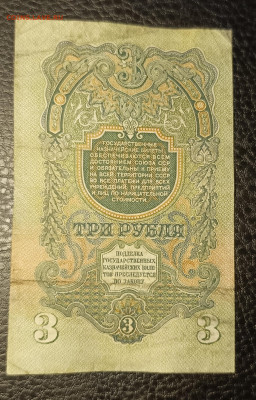 3
ГОСУДАРСТВЕННЫЕ
КАЗНАЧЕЙСКИЕ БИЛЕТЫ
ОБЕСПЕЧИВАЮТСЯ ВСЕМ
ДОСТОЯНИЕМ СОЮЗА ССР
И ОБЯЗАТЕЛЬНЫ К ПРИЕМУ
НА ВСЕЙ ТЕРРИТОРИИ СССР
ВО ВСЕ ПЛАТЕЖИ ДЛЯ ВСЕХ
УЧРЕЖДЕНИЙ, ПРЕДПРИЯТИЙ
И ЛИЦ ПО НАРИЦАТЕЛЬНОЙ
СТОИМОСТИ.
ТРИ РУБЛЯ
ПОДДЕЛКА
ГОСУДАРСТВЕННЫХ
КАЗНАЧЕЙСКИХ БИЛЕ
ТОВ ПРЕСЛЕДУЕТСЯ
ПО ЗАКОНУ
3 3 3